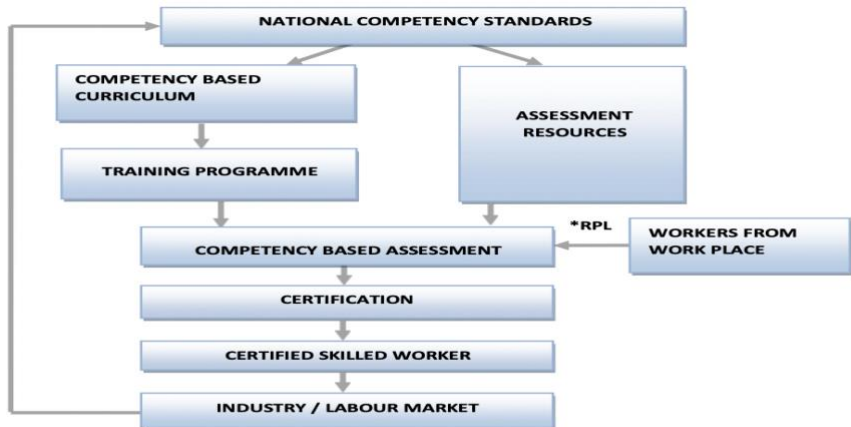 NATIONAL COMPETENCY STANDARDS
COMPETENCY BASED
CURRICULUM
ASSESSMENT
RESOURCES
TRAINING PROGRAMME
*RPL
WORKERS FROM
WORK PLACE
COMPETENCY BASED ASSESSMENT
CERTIFICATION
CERTIFIED SKILLED WORKER
INDUSTRY / LABOUR MARKET